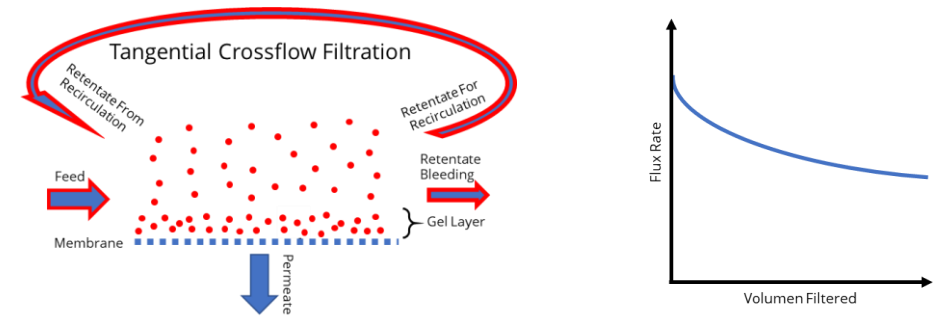 Tangential Crossflow Filtration
Retentate From
Recirculation
Retentate For
Recirculation
Feed
Retentate
Bleeding
Gel Layer
Membrane
Permeate
Flux Rate
Volumen Filtered